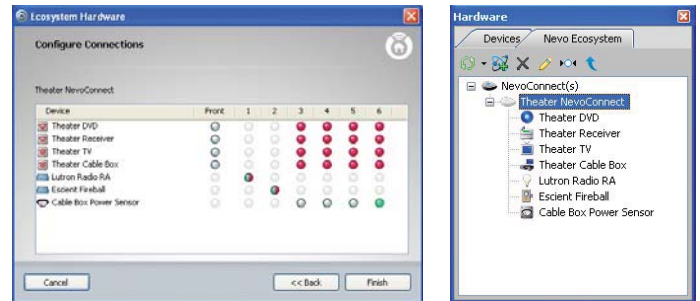 Ecosystem Hardware
Configure Connections
Theater NevoConnect
Device Front 1 2 3 4 5 6
Theater DVD
Theater Receiver
Theater TV
Theater Cable Box
Lutron Radio RA
Escient Fireball
Cable Box Power Sensor
Cancel << Back Finish
Hardware
Devices Nevo Ecosystem
NevoConnect(s)
Theater NevoConnect
Theater DVD
Theater Receiver
Theater TV
Theater Cable Box
Lutron Radio RA
Escient Fireball
Cable Box Power Sensor